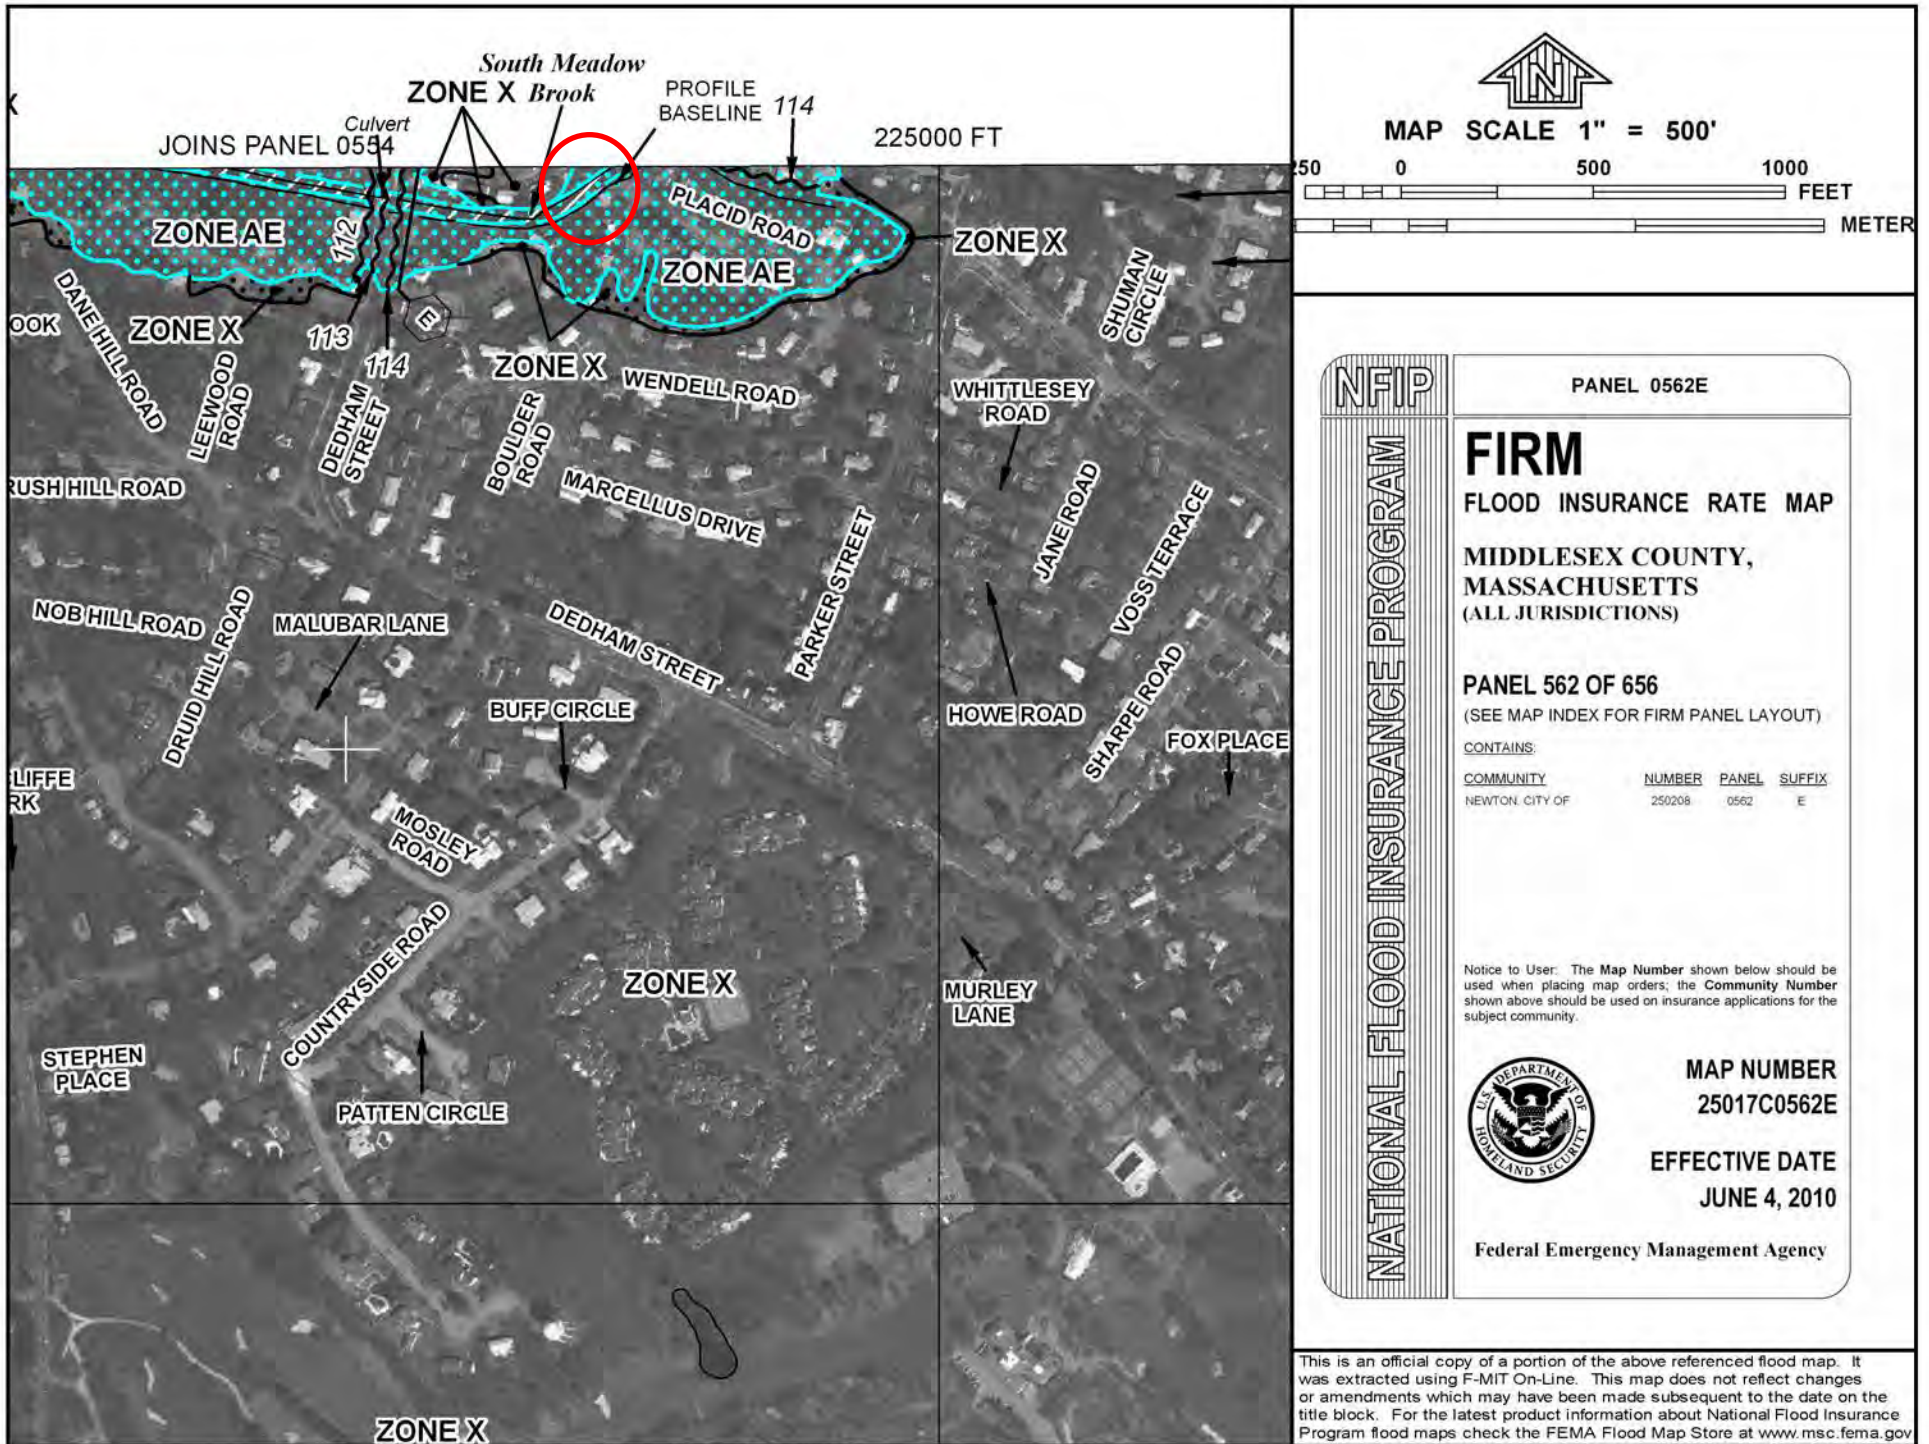 South Meadow
Brook
ZONE X
PROFILE
BASELINE
114
Culvert
JOINS PANEL 0554
225000 FT
X
ZONE AE
112
PLACID ROAD
ZONE AE
ZONE X
SHUMAN
CIRCLE
OOK
DANE HILL ROAD
ZONE X
113
114
E
ZONE X
LEEWOOD
ROAD
DEDHAM
STREET
BOULDER
ROAD
WENDELL ROAD
WHITTLESEY
ROAD
RUSH HILL ROAD
MARCELLUS DRIVE
PARKER STREET
JANE ROAD
VOSS TERRACE
NOB HILL ROAD
DRUID HILL ROAD
MALUBAR LANE
DEDHAM STREET
BUFF CIRCLE
HOWE ROAD
SHARPE ROAD
FOX PLACE
CLIFFE
RK
MOSLEY
ROAD
COUNTRYSIDE ROAD
ZONE X
MURLEY
LANE
STEPHEN
PLACE
PATTEN CIRCLE
ZONE X
N
MAP SCALE 1" = 500'
250 0 500 1000
FEET
METER
NFIP
NATIONAL FLOOD INSURANCE PROGRAM
PANEL 0562E
FIRM
FLOOD INSURANCE RATE MAP
MIDDLESEX COUNTY,
MASSACHUSETTS
(ALL JURISDICTIONS)
PANEL 562 OF 656
(SEE MAP INDEX FOR FIRM PANEL LAYOUT)
CONTAINS:
COMMUNITY NUMBER PANEL SUFFIX
NEWTON, CITY OF 250208 0562 E
Notice to User: The Map Number shown below should be
used when placing map orders; the Community Number
shown above should be used on insurance applications for the
subject community.
U.S. DEPARTMENT OF
HOMELAND SECURITY
MAP NUMBER
25017C0562E
EFFECTIVE DATE
JUNE 4, 2010
Federal Emergency Management Agency
This is an official copy of a portion of the above referenced flood map. It
was extracted using F-MIT On-Line. This map does not reflect changes
or amendments which may have been made subsequent to the date on the
title block. For the latest product information about National Flood Insurance
Program flood maps check the FEMA Flood Map Store at www.msc.fema.gov